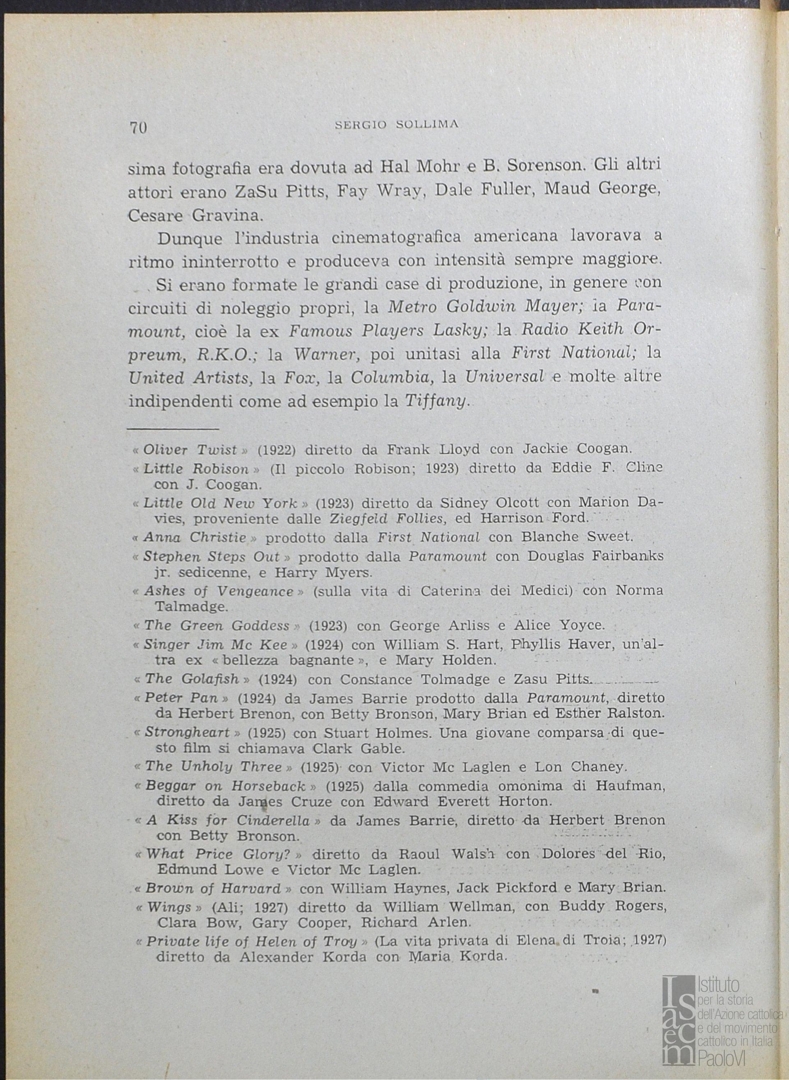 70
SERGIO SOLLIMA
sima fotografia era dovuta ad Hal Mohr e B. Sorenson. Gli altri
attori erano ZaSu Pitts, Fay Wray, Dale Fuller, Maud George,
Cesare Gravina.
Dunque l'industria cinematografica americana lavorava a
ritmo ininterrotto e produceva con intensità sempre maggiore.
Si erano formate le grandi case di produzione, in genere con
circuiti di noleggio propri, la Metro Goldwin Mayer; la Para-
mount, cioè la ex Famous Players Lasky; la Radio Keith Or-
preum, R.K.O.; la Warner, poi unitasi alla First National; la
United Artists, la Fox, la Columbia, la Universal e molte altre
indipendenti come ad esempio la Tiffany.
« Oliver Twist » (1922) diretto da Frank Lloyd con Jackie Coogan.
« Little Robison » (Il piccolo Robison; 1923) diretto da Eddie F. Cline
con J. Coogan.
« Little Old New York » (1923) diretto da Sidney Olcott con Marion Da-
vies, proveniente dalle Ziegfeld Follies, ed Harrison Ford.
« Anna Christie » prodotto dalla First National con Blanche Sweet.
« Stephen Steps Out » prodotto dalla Paramount con Douglas Fairbanks
jr. sedicenne, e Harry Myers.
« Ashes of Vengeance » (sulla vita di Caterina dei Medici) con Norma
Talmadge.
« The Green Goddess » (1923) con George Arliss e Alice Yoyce.
« Singer Jim Mc Kee » (1924) con William S. Hart, Phyllis Haver, un'al-
tra ex « bellezza bagnante », e Mary Holden.
« The Golafish » (1924) con Constance Tolmadge e Zasu Pitts.
« Peter Pan » (1924) da James Barrie prodotto dalla Paramount, diretto
da Herbert Brenon, con Betty Bronson, Mary Brian ed Esther Ralston.
« Strongheart » (1925) con Stuart Holmes. Una giovane comparsa di que-
sto film si chiamava Clark Gable.
« The Unholy Three » (1925) con Victor Mc Laglen e Lon Chaney.
« Beggar on Horseback » (1925) dalla commedia omonima di Haufman,
diretto da James Cruze con Edward Everett Horton.
« A Kiss for Cinderella » da James Barrie, diretto da Herbert Brenon
con Betty Bronson.
« What Price Glory? » diretto da Raoul Walsh con Dolores del Rio,
Edmund Lowe e Victor Mc Laglen.
« Brown of Harvard » con William Haynes, Jack Pickford e Mary Brian.
« Wings » (Ali; 1927) diretto da William Wellman, con Buddy Rogers,
Clara Bow, Gary Cooper, Richard Arlen.
« Private life of Helen of Troy » (La vita privata di Elena di Troia; 1927)
diretto da Alexander Korda con Maria Korda.
Isacem
Istituto
per la storia
dell'Azione cattolica
e del movimento
cattolico in Italia
PaoloVI